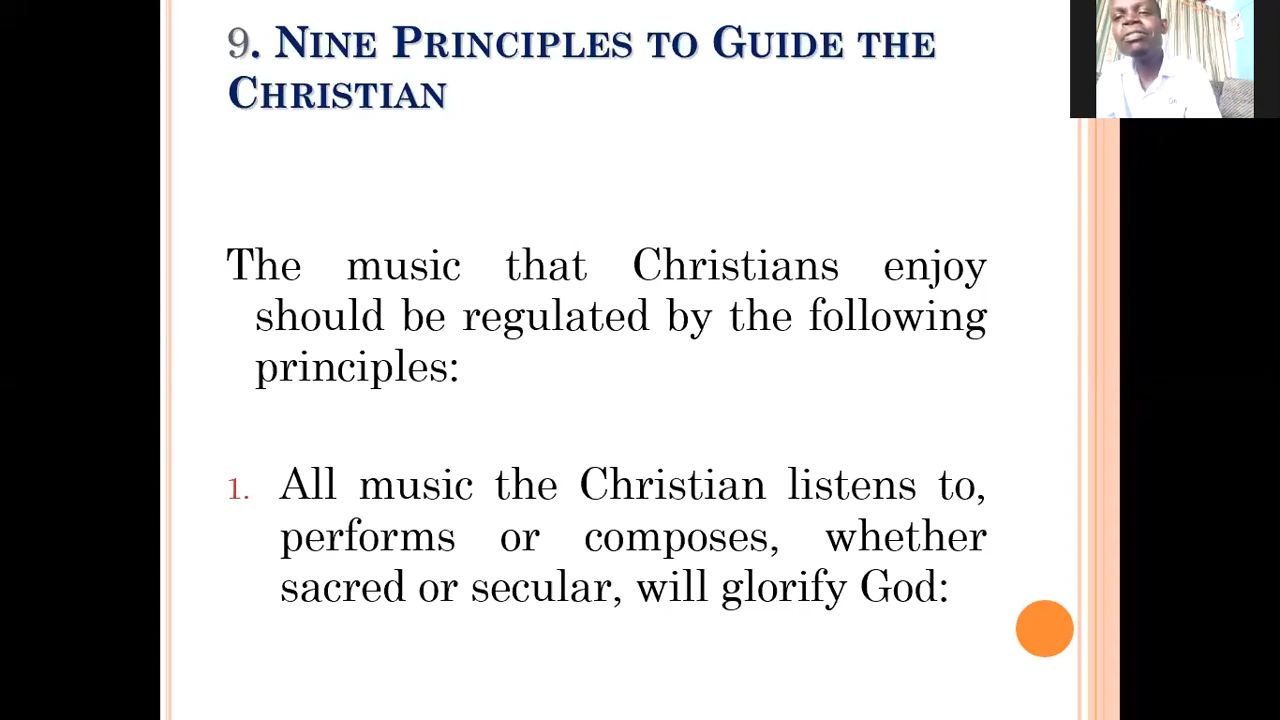 9. Nine Principles to Guide the
Christian
The music that Christians enjoy
should be regulated by the following
principles:
1. All music the Christian listens to,
performs or composes, whether
sacred or secular, will glorify God: